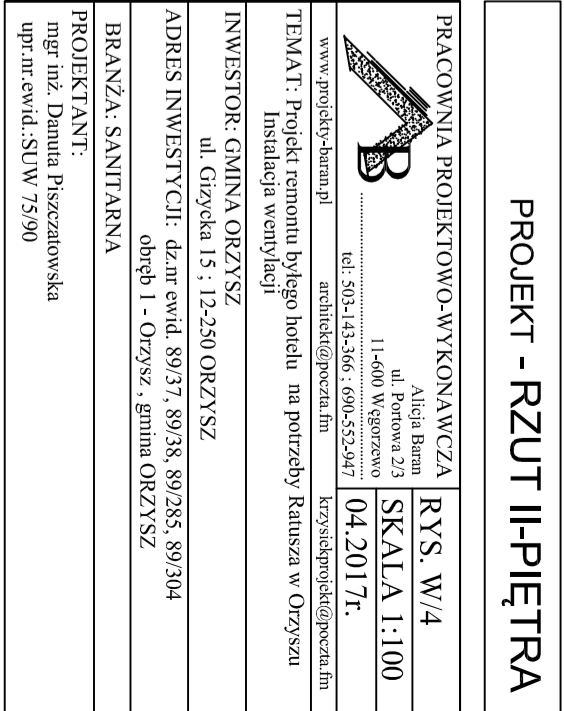 PROJEKT - RZUT II-PIĘTRA
PRACOWNIA PROJEKTOWO-WYKONAWCZA
Alicja Baran
ul. Portowa 2/3
11-600 Węgorzewo
tel: 503-143-366 ; 690-552-947
B
RYS. W/4
SKALA 1:100
04.2017r.
www.projekty-baran.pl architekt@poczta.fm krzysiekprojekt@poczta.fm
TEMAT: Projekt remontu byłego hotelu na potrzeby Ratusza w Orzyszu
Instalacja wentylacji
INWESTOR: GMINA ORZYSZ
ul. Gizycka 15 ; 12-250 ORZYSZ
ADRES INWESTYCJI: dz.nr ewid. 89/37, 89/38, 89/285, 89/304
obręb 1 - Orzysz , gmina ORZYSZ
BRANŻA: SANITARNA
PROJEKTANT:
mgr inż. Danuta Piszczatowska
upr.nr.ewid.:SUW 75/90